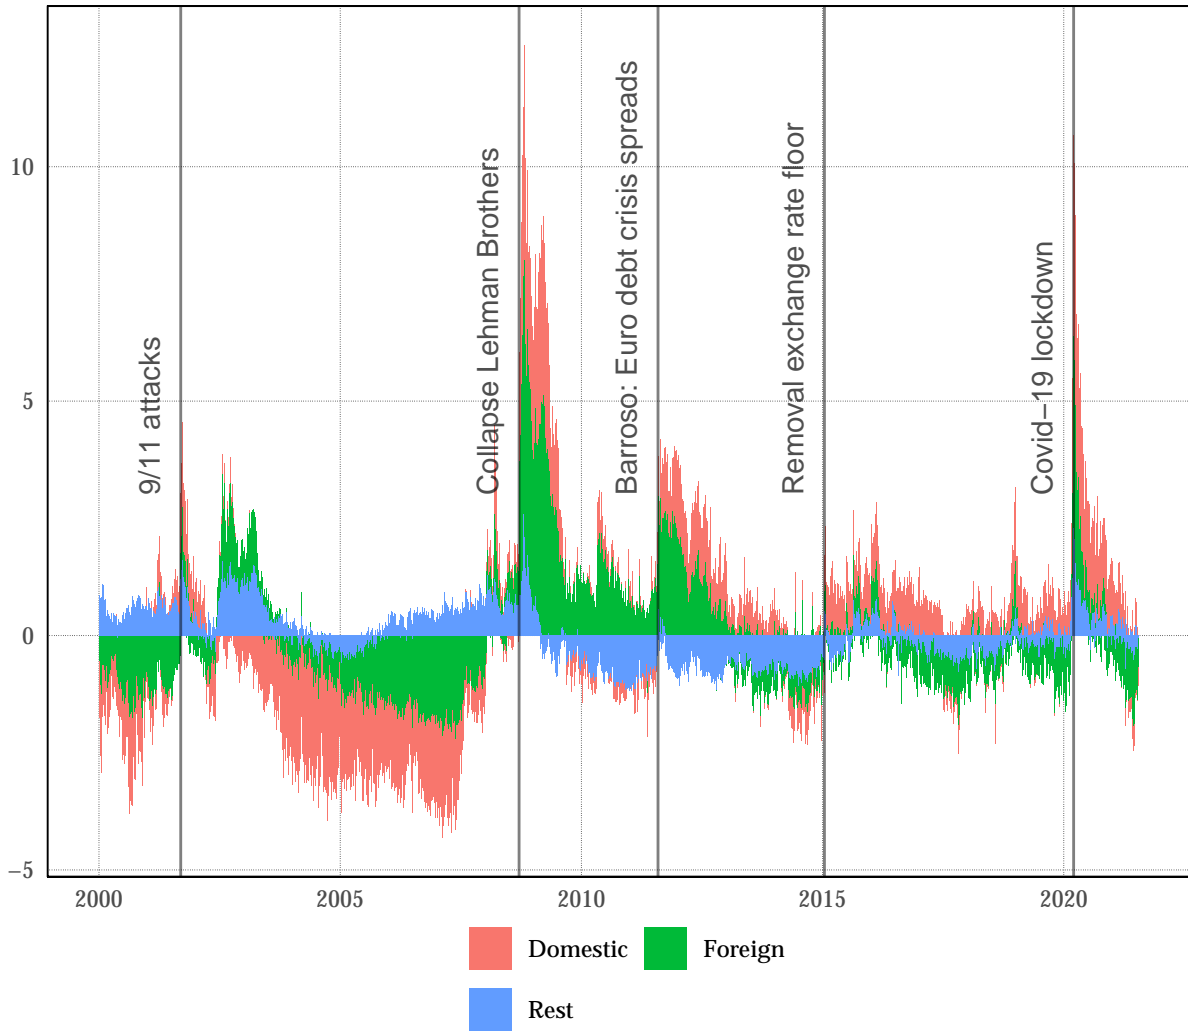 10
5
0
−5
9/11 attacks
Collapse Lehman Brothers
Barroso: Euro debt crisis spreads
Removal exchange rate floor
Covid−19 lockdown
2000 2005 2010 2015 2020
Domestic Foreign
Rest